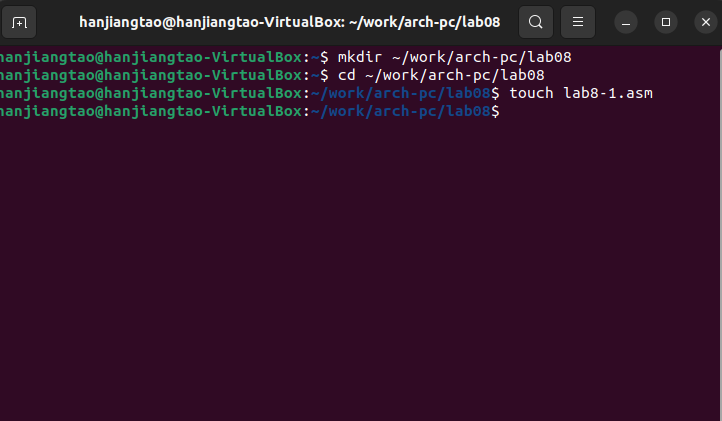 hanjiangtao@hanjiangtao-VirtualBox: ~/work/arch-pc/lab08
hanjiangtao@hanjiangtao-VirtualBox:~$ mkdir ~/work/arch-pc/lab08
hanjiangtao@hanjiangtao-VirtualBox:~$ cd ~/work/arch-pc/lab08
hanjiangtao@hanjiangtao-VirtualBox:~/work/arch-pc/lab08$ touch lab8-1.asm
hanjiangtao@hanjiangtao-VirtualBox:~/work/arch-pc/lab08$